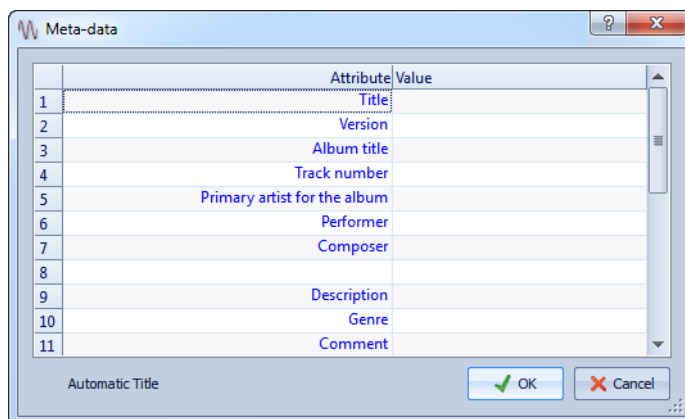 Meta-data
Attribute Value
1 Title
2 Version
3 Album title
4 Track number
5 Primary artist for the album
6 Performer
7 Composer
8
9 Description
10 Genre
11 Comment
Automatic Title OK Cancel